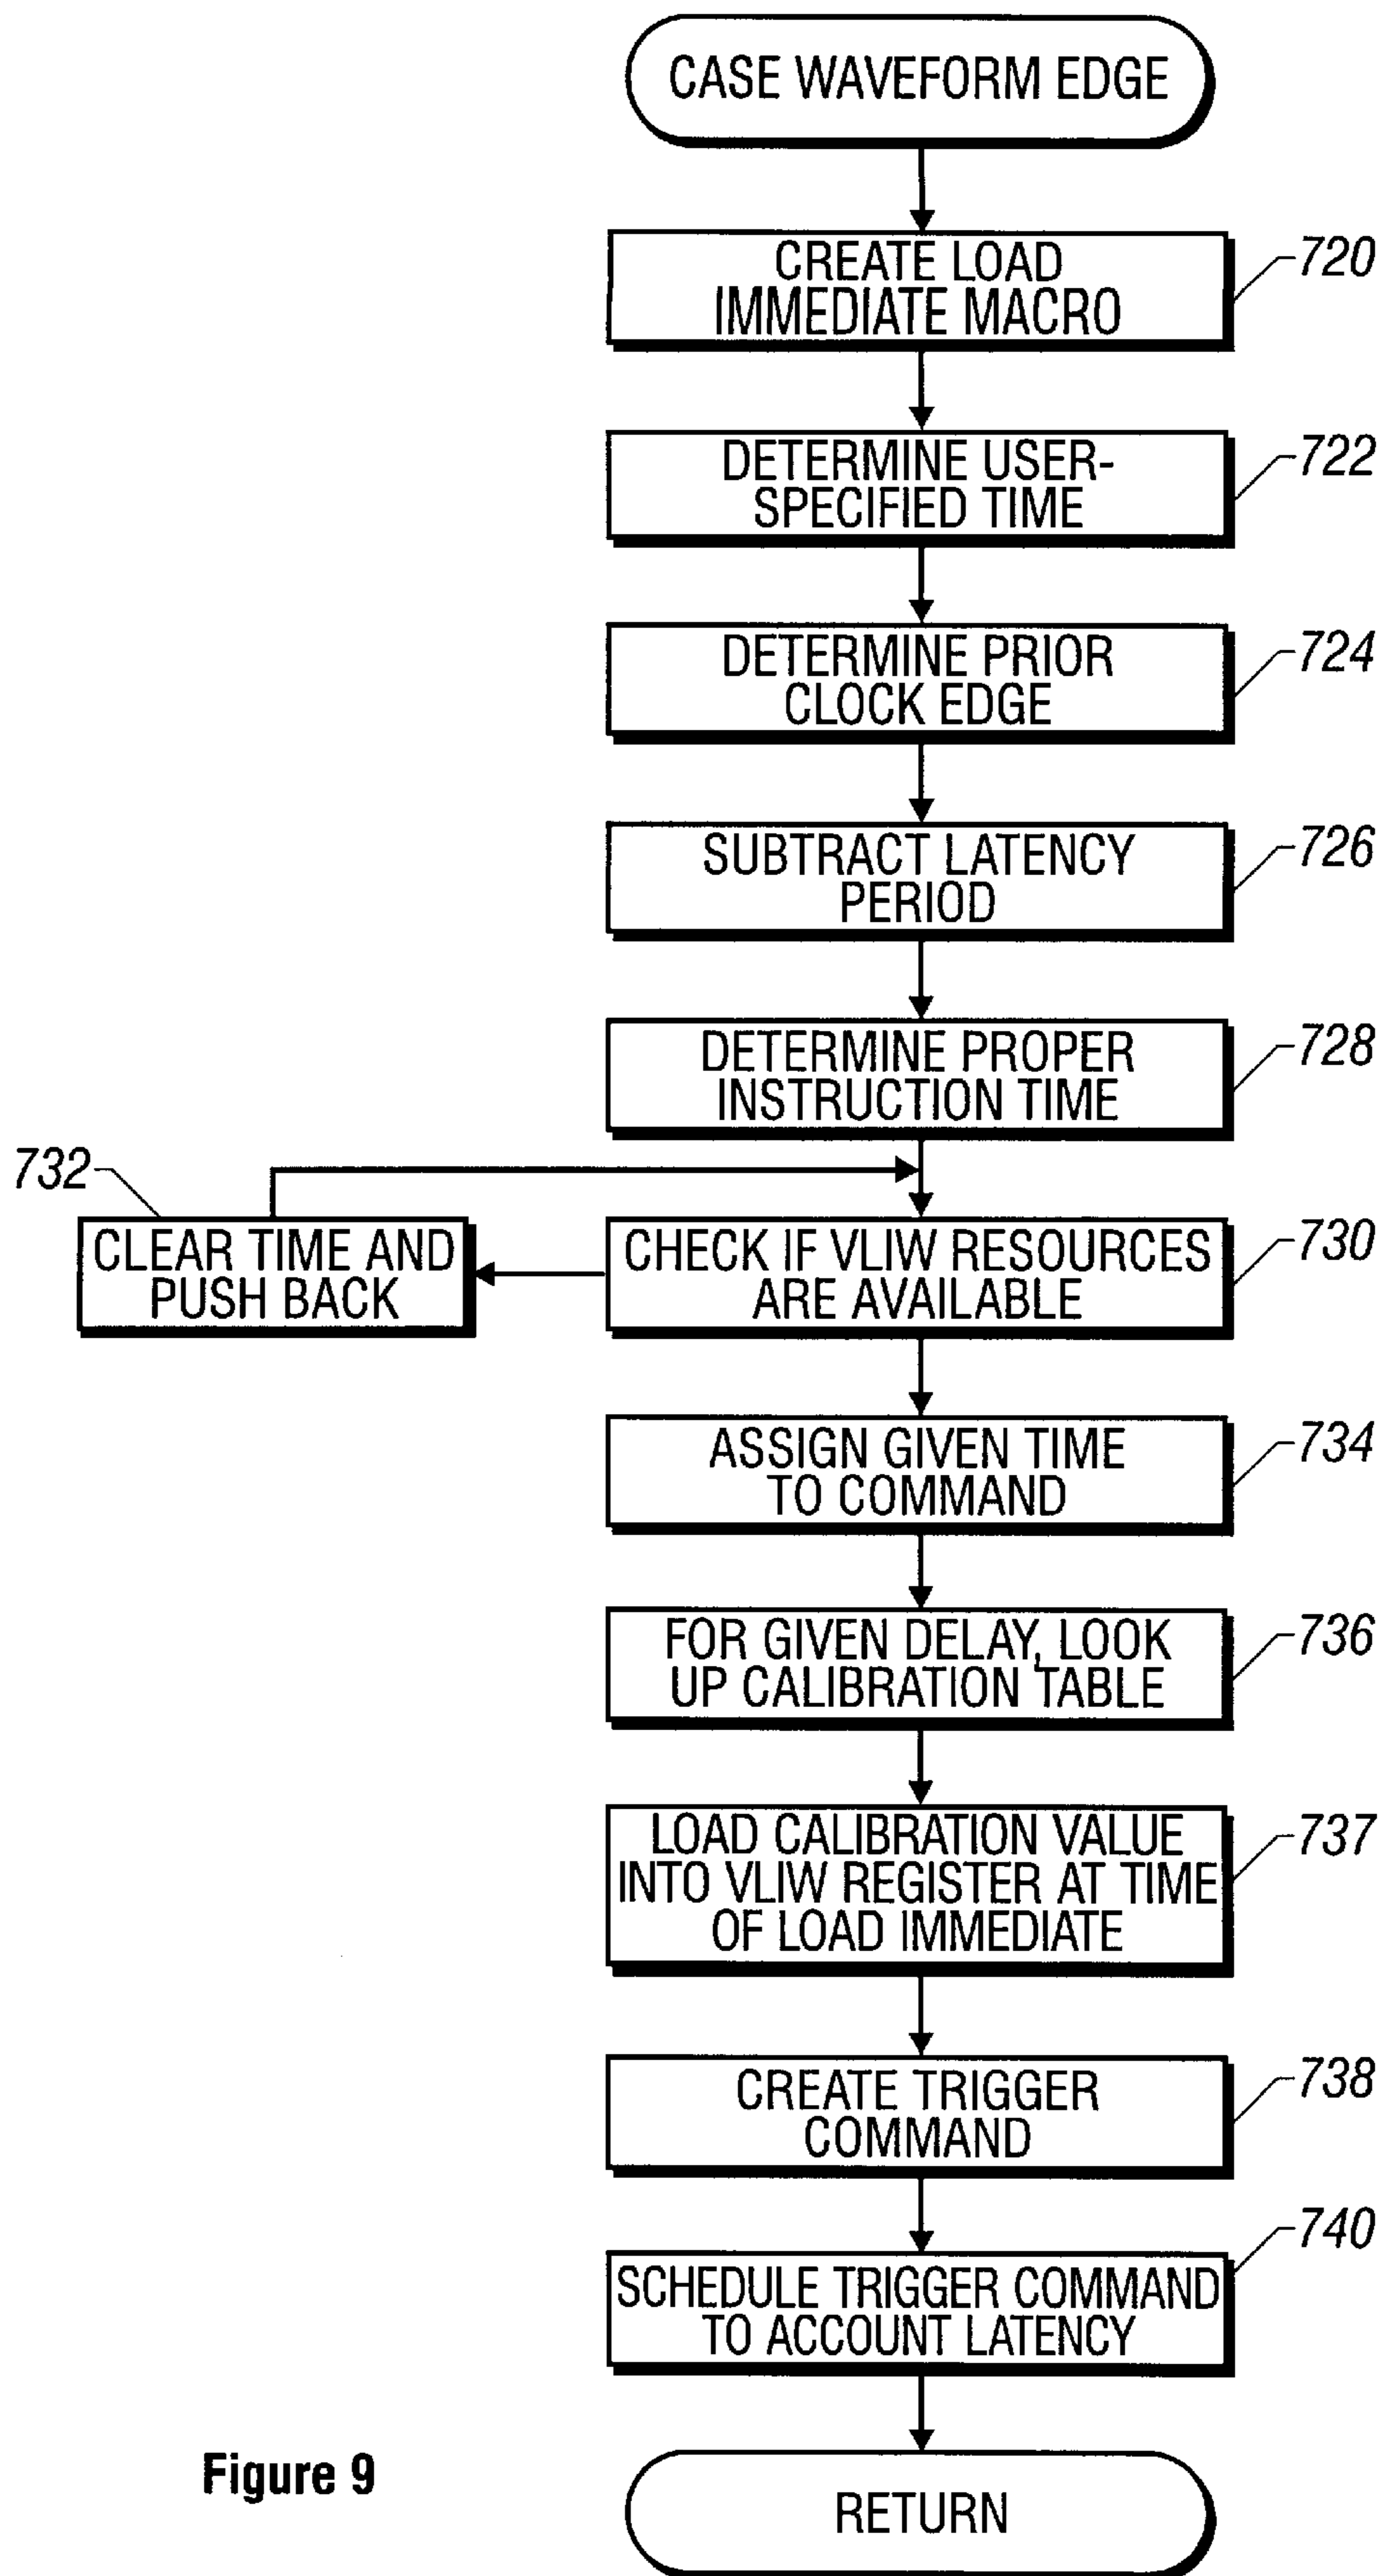 CASE WAVEFORM EDGE
CREATE LOAD
IMMEDIATE MACRO
720
DETERMINE USER-
SPECIFIED TIME
722
DETERMINE PRIOR
CLOCK EDGE
724
SUBTRACT LATENCY
PERIOD
726
DETERMINE PROPER
INSTRUCTION TIME
728
732
CLEAR TIME AND
PUSH BACK
CHECK IF VLIW RESOURCES
ARE AVAILABLE
730
ASSIGN GIVEN TIME
TO COMMAND
734
FOR GIVEN DELAY, LOOK
UP CALIBRATION TABLE
736
LOAD CALIBRATION VALUE
INTO VLIW REGISTER AT TIME
OF LOAD IMMEDIATE
737
CREATE TRIGGER
COMMAND
738
SCHEDULE TRIGGER COMMAND
TO ACCOUNT LATENCY
740
RETURN
Figure 9